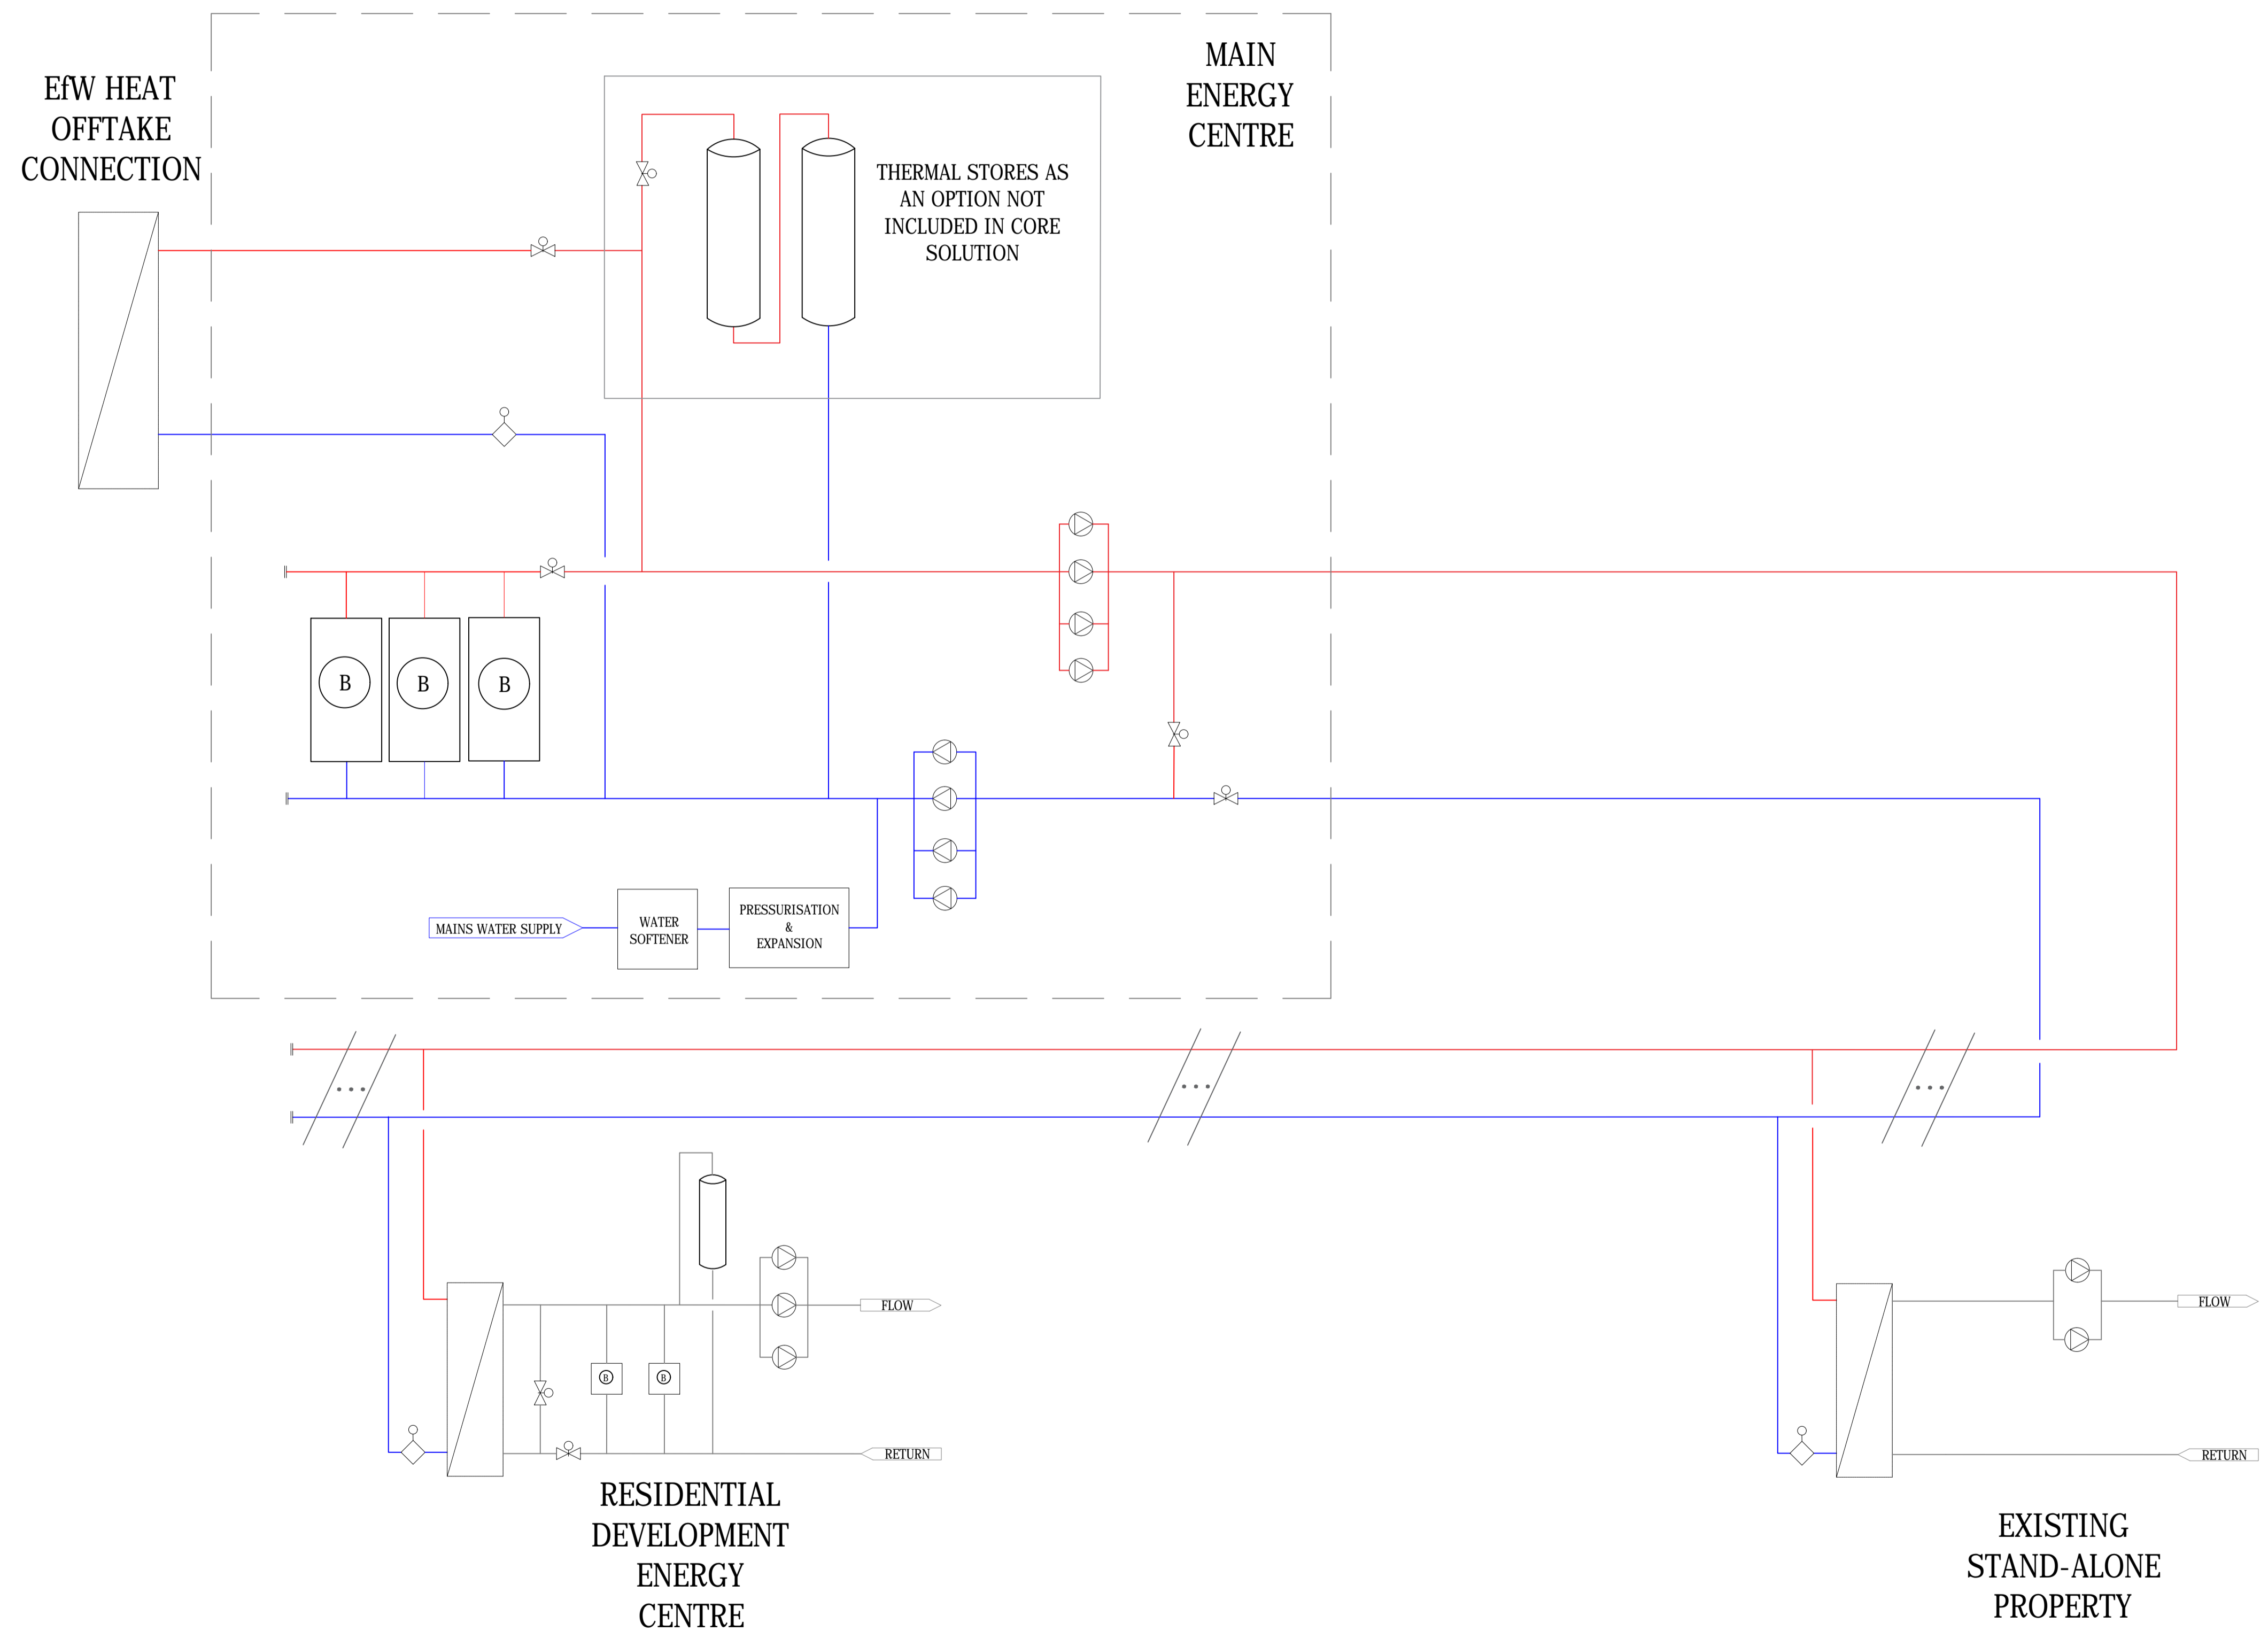 EfW HEAT
OFFTAKE
CONNECTION
MAIN
ENERGY
CENTRE
THERMAL STORES AS
AN OPTION NOT
INCLUDED IN CORE
SOLUTION
B
B
B
MAINS WATER SUPPLY
WATER
SOFTENER
PRESSURISATION
&
EXPANSION
B
B
FLOW
RETURN
RESIDENTIAL
DEVELOPMENT
ENERGY
CENTRE
FLOW
RETURN
EXISTING
STAND-ALONE
PROPERTY